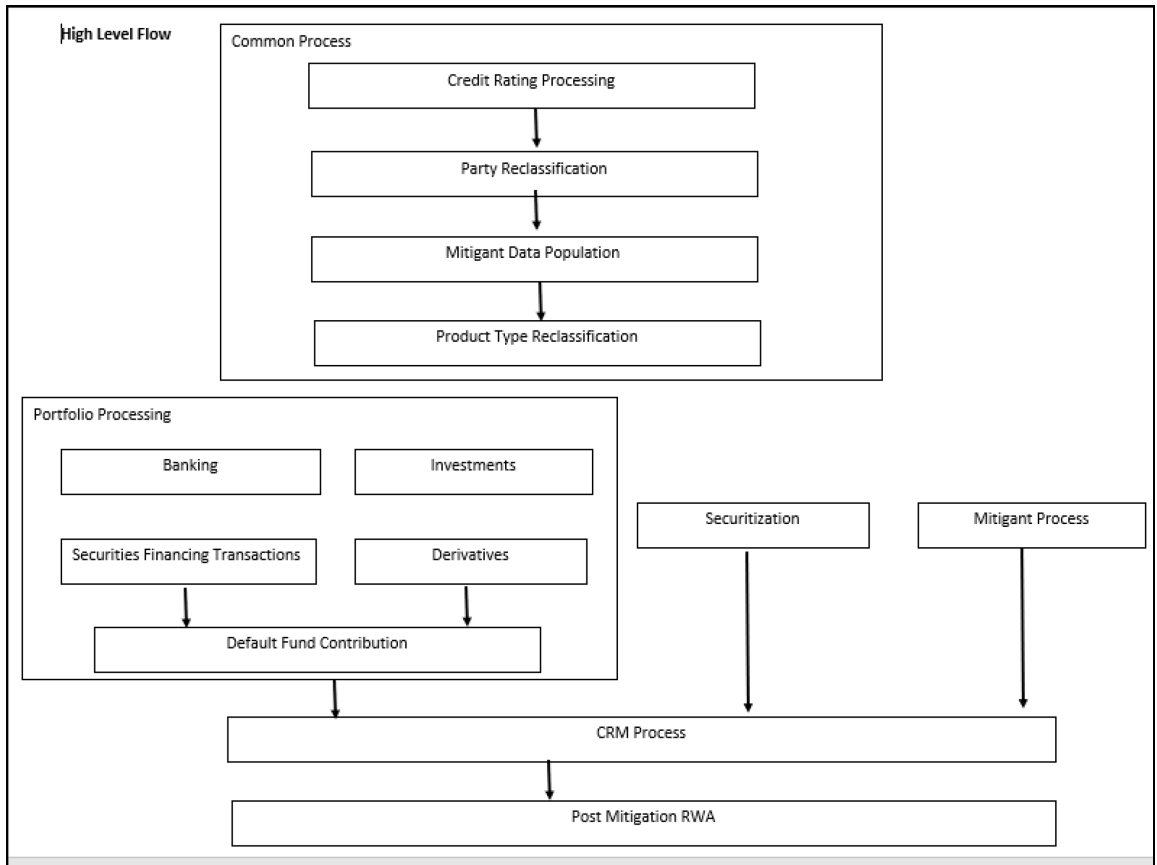 High Level Flow
Common Process
Credit Rating Processing
Party Reclassification
Mitigant Data Population
Product Type Reclassification
Portfolio Processing
Banking
Investments
Securities Financing Transactions
Derivatives
Default Fund Contribution
Securitization
Mitigant Process
CRM Process
Post Mitigation RWA